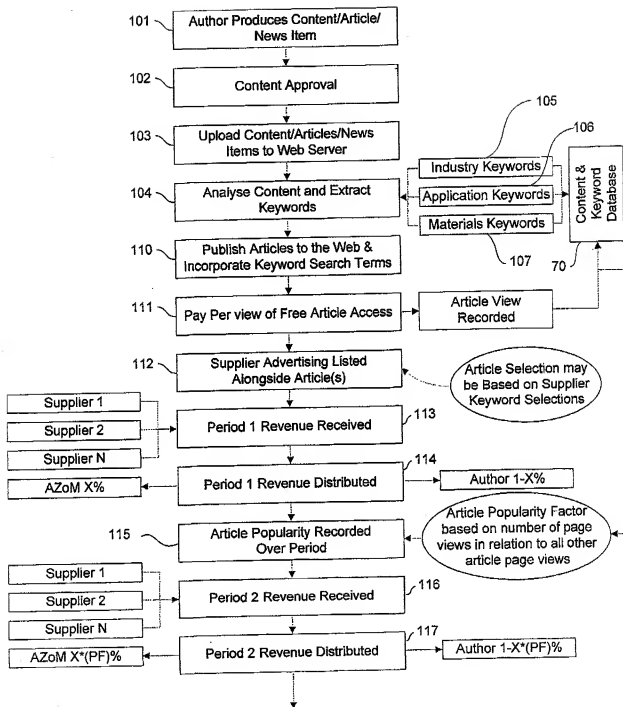 101
Author Produces Content/Article/
News Item
102
Content Approval
103
Upload Content/Articles/News
Items to Web Server
105
106
104
Analyse Content and Extract
Keywords
Industry Keywords
Application Keywords
Materials Keywords
107
Content &
Keyword
Database
70
110
Publish Articles to the Web &
Incorporate Keyword Search Terms
111
Pay Per view of Free Article Access
Article View
Recorded
112
Supplier Advertising Listed
Alongside Article(s)
Article Selection may
be Based on Supplier
Keyword Selections
Supplier 1
Supplier 2
Supplier N
113
Period 1 Revenue Received
114
AZoM X%
Period 1 Revenue Distributed
Author 1-X%
115
Article Popularity Recorded
Over Period
Article Popularity Factor
based on number of page
views in relation to all other
article page views
Supplier 1
Supplier 2
Supplier N
116
Period 2 Revenue Received
117
AZoM X*(PF)%
Period 2 Revenue Distributed
Author 1-X*(PF)%